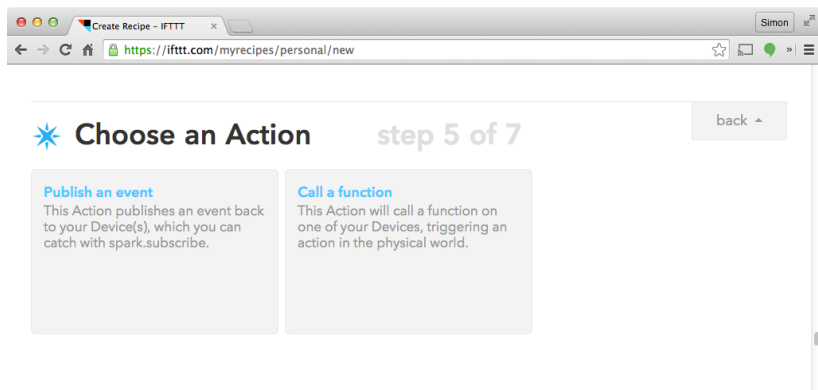 Create Recipe - IFTTT
Simon
https://ifttt.com/myrecipes/personal/new
back
Choose an Action step 5 of 7
Publish an event
This Action publishes an event back
to your Device(s), which you can
catch with spark.subscribe.
Call a function
This Action will call a function on
one of your Devices, triggering an
action in the physical world.